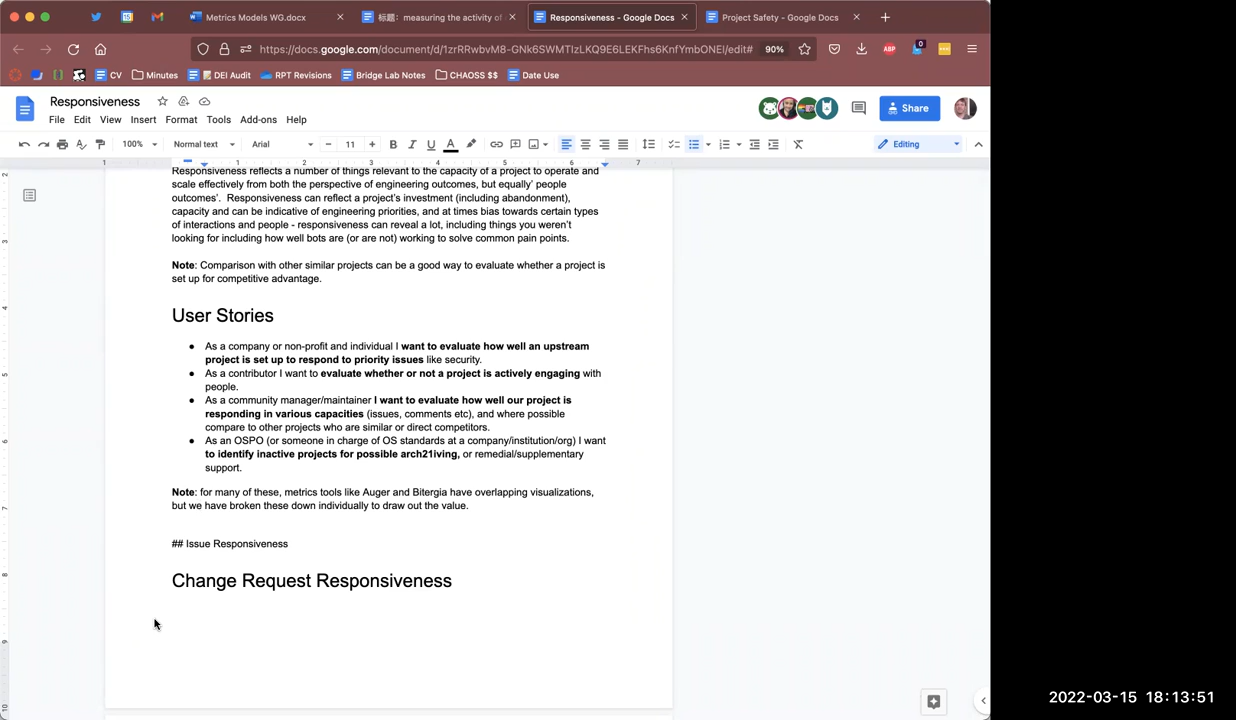 Metrics Models WG.docx × 标题：measuring the activity of × Responsiveness - Google Docs × Project Safety - Google Docs × +
https://docs.google.com/document/d/1zrRRwbvM8-GNk6SWMTIzLKQ9E6LEKFhs6KnfYmbONEI/edit# 90% ABP 0
CV Minutes DEI Audit RPT Revisions Bridge Lab Notes CHAOSS $$ Date Use
Responsiveness
File Edit View Insert Format Tools Add-ons Help
Share
100% Normal text Arial − 11 + B I U A Editing
1 1 2 3 4 5 6 7
Responsiveness reflects a number of things relevant to the capacity of a project to operate and
scale effectively from both the perspective of engineering outcomes, but equally' people
outcomes'.  Responsiveness can reflect a project's investment (including abandonment),
capacity and can be indicative of engineering priorities, and at times bias towards certain types
of interactions and people - responsiveness can reveal a lot, including things you weren't
looking for including how well bots are (or are not) working to solve common pain points.
Note: Comparison with other similar projects can be a good way to evaluate whether a project is
set up for competitive advantage.
User Stories
● As a company or non-profit and individual I want to evaluate how well an upstream
project is set up to respond to priority issues like security.
● As a contributor I want to evaluate whether or not a project is actively engaging with
people.
● As a community manager/maintainer I want to evaluate how well our project is
responding in various capacities (issues, comments etc), and where possible
compare to other projects who are similar or direct competitors.
● As an OSPO (or someone in charge of OS standards at a company/institution/org) I want
to identify inactive projects for possible arch21iving, or remedial/supplementary
support.
Note: for many of these, metrics tools like Auger and Bitergia have overlapping visualizations,
but we have broken these down individually to draw out the value.
## Issue Responsiveness
Change Request Responsiveness
2022-03-15 18:13:51